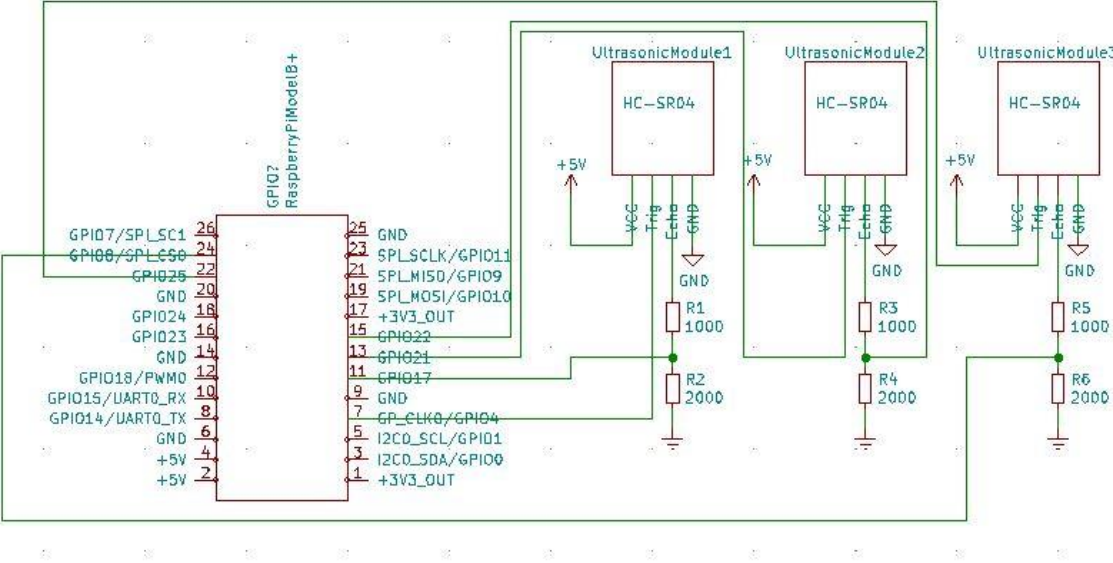 UltrasonicModule1
UltrasonicModule2
UltrasonicModule3
HC-SR04
HC-SR04
HC-SR04
+5V
+5V
+5V
VCC
Trig
Echo
GND
VCC
Trig
Echo
GND
VCC
Trig
Echo
GND
GND
GND
GND
R1
1000
R3
1000
R5
1000
R2
2000
R4
2000
R6
2000
GPIO?
RaspberryPiModelB+
GPIO7/SPI_SC1 26
GPIO8/SPI_CS0 24
GPIO25 22
GND 20
GPIO24 18
GPIO23 16
GND 14
GPIO18/PWM0 12
GPIO15/UART0_RX 10
GPIO14/UART0_TX 8
GND 6
+5V 4
+5V 2
25 GND
23 SPI_SCLK/GPIO11
21 SPI_MISO/GPIO9
19 SPI_MOSI/GPIO10
17 +3V3_OUT
15 GPIO22
13 GPIO21
11 GPIO17
9 GND
7 GP_CLK0/GPIO4
5 I2C0_SCL/GPIO1
3 I2C0_SDA/GPIO0
1 +3V3_OUT